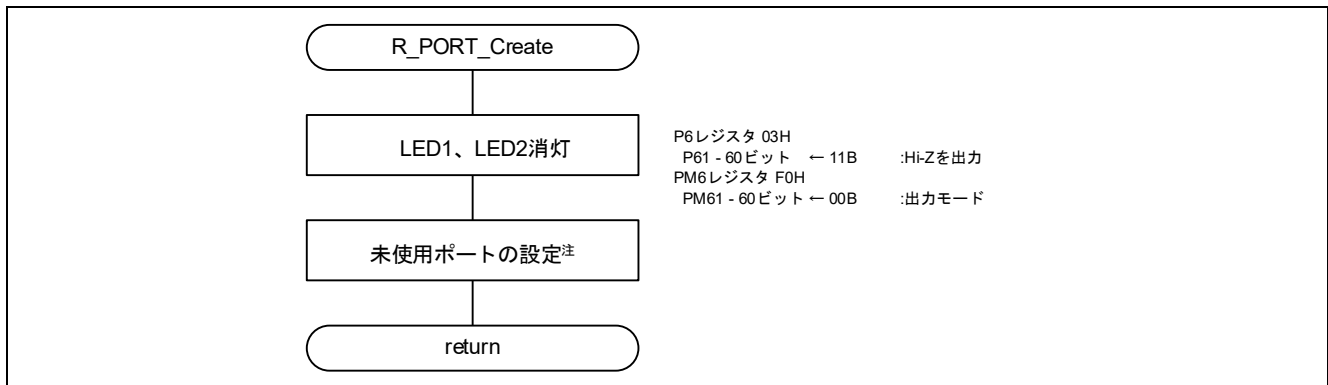 R_PORT_Create
LED1、LED2消灯
P6レジスタ 03H
P61 - 60ビット ← 11B :Hi-Zを出力
PM6レジスタ F0H
PM61 - 60ビット ← 00B :出力モード
未使用ポートの設定注
return